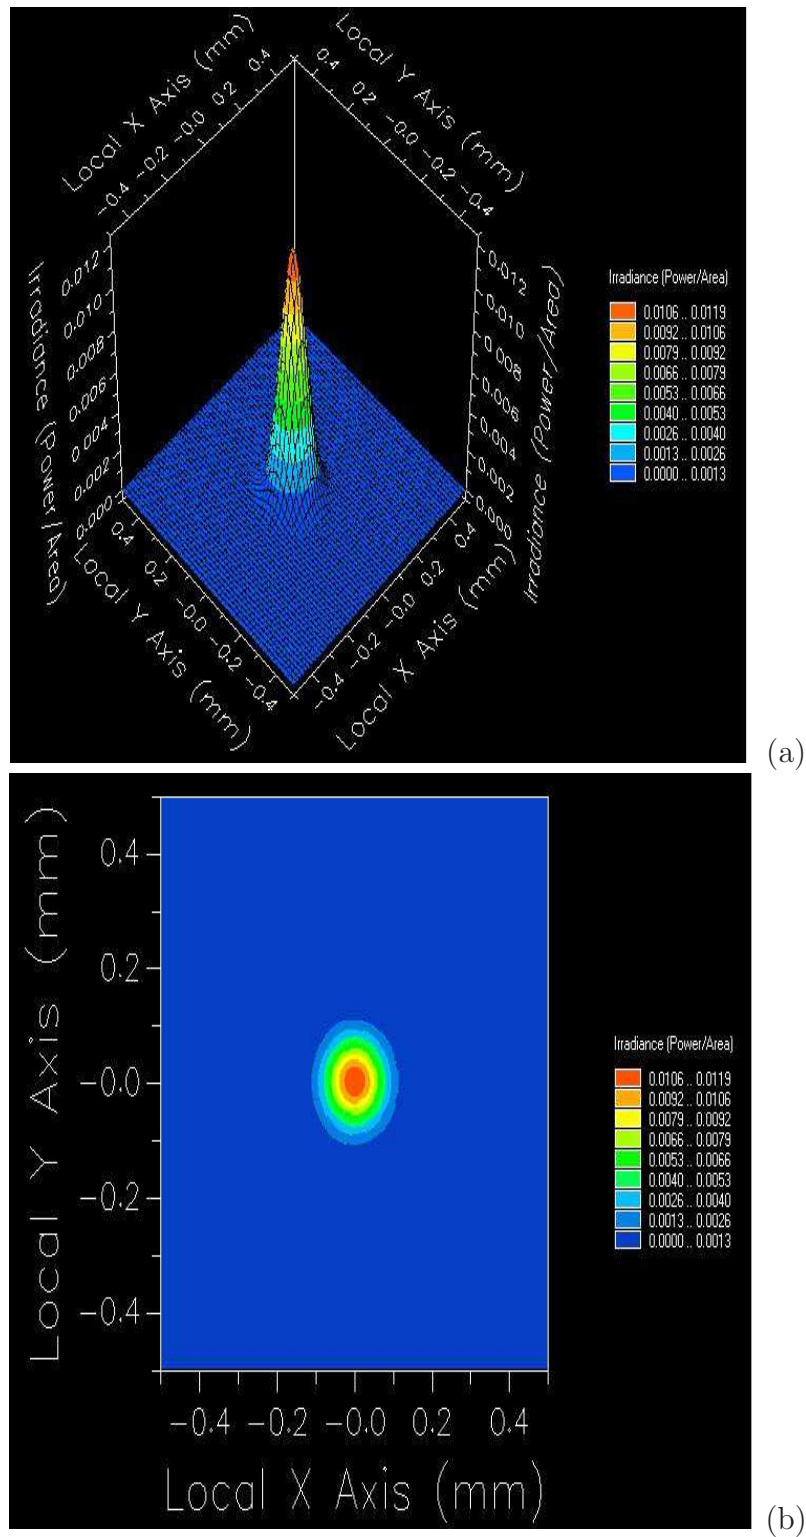 Local X Axis (mm)
-0.4 -0.2 -0.0 0.2 0.4
Local Y Axis (mm)
0.4 0.2 -0.0 -0.2 -0.4
Irradiance (Power/Area)
0.012
0.010
0.008
0.006
0.004
0.002
0.000
0.012
0.010
0.008
0.006
0.004
0.002
0.000
Irradiance (Power/Area)
0.4 0.2 -0.0 -0.2 -0.4
Local Y Axis (mm)
-0.4 -0.2 -0.0 0.2 0.4
Local X Axis (mm)
Irradiance (Power/Area)
0.0106 .. 0.0119
0.0092 .. 0.0106
0.0079 .. 0.0092
0.0066 .. 0.0079
0.0053 .. 0.0066
0.0040 .. 0.0053
0.0026 .. 0.0040
0.0013 .. 0.0026
0.0000 .. 0.0013
(a)
Local Y Axis (mm)
0.4
0.2
-0.0
-0.2
-0.4
-0.4 -0.2 -0.0 0.2 0.4
Local X Axis (mm)
Irradiance (Power/Area)
0.0106 .. 0.0119
0.0092 .. 0.0106
0.0079 .. 0.0092
0.0066 .. 0.0079
0.0053 .. 0.0066
0.0040 .. 0.0053
0.0026 .. 0.0040
0.0013 .. 0.0026
0.0000 .. 0.0013
(b)